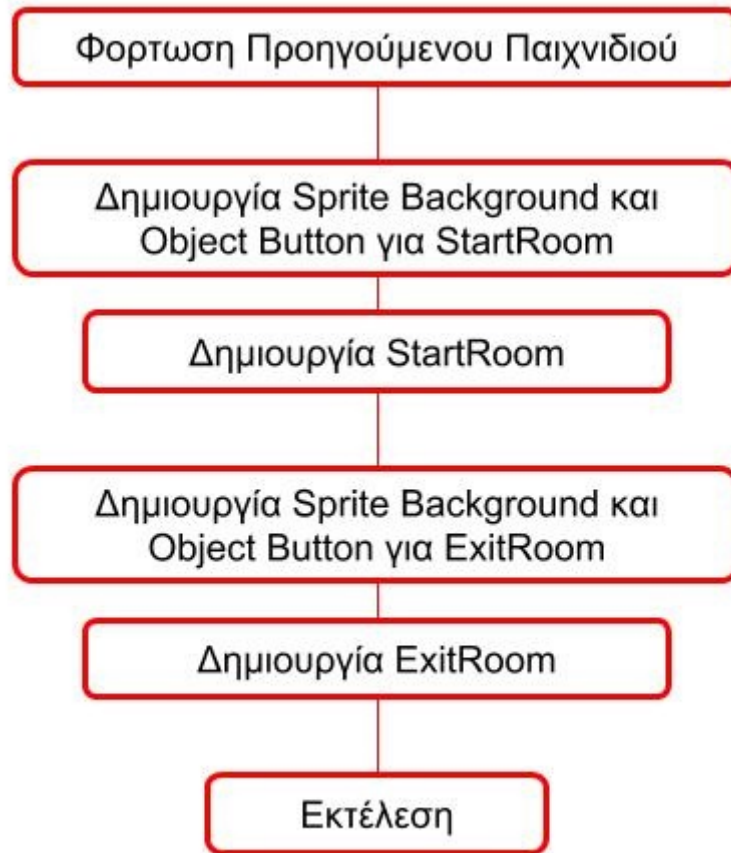 Φορτωση Προηγούμενου Παιχνιδιού
Δημιουργία Sprite Background και
Object Button για StartRoom
Δημιουργία StartRoom
Δημιουργία Sprite Background και
Object Button για ExitRoom
Δημιουργία ExitRoom
Εκτέλεση